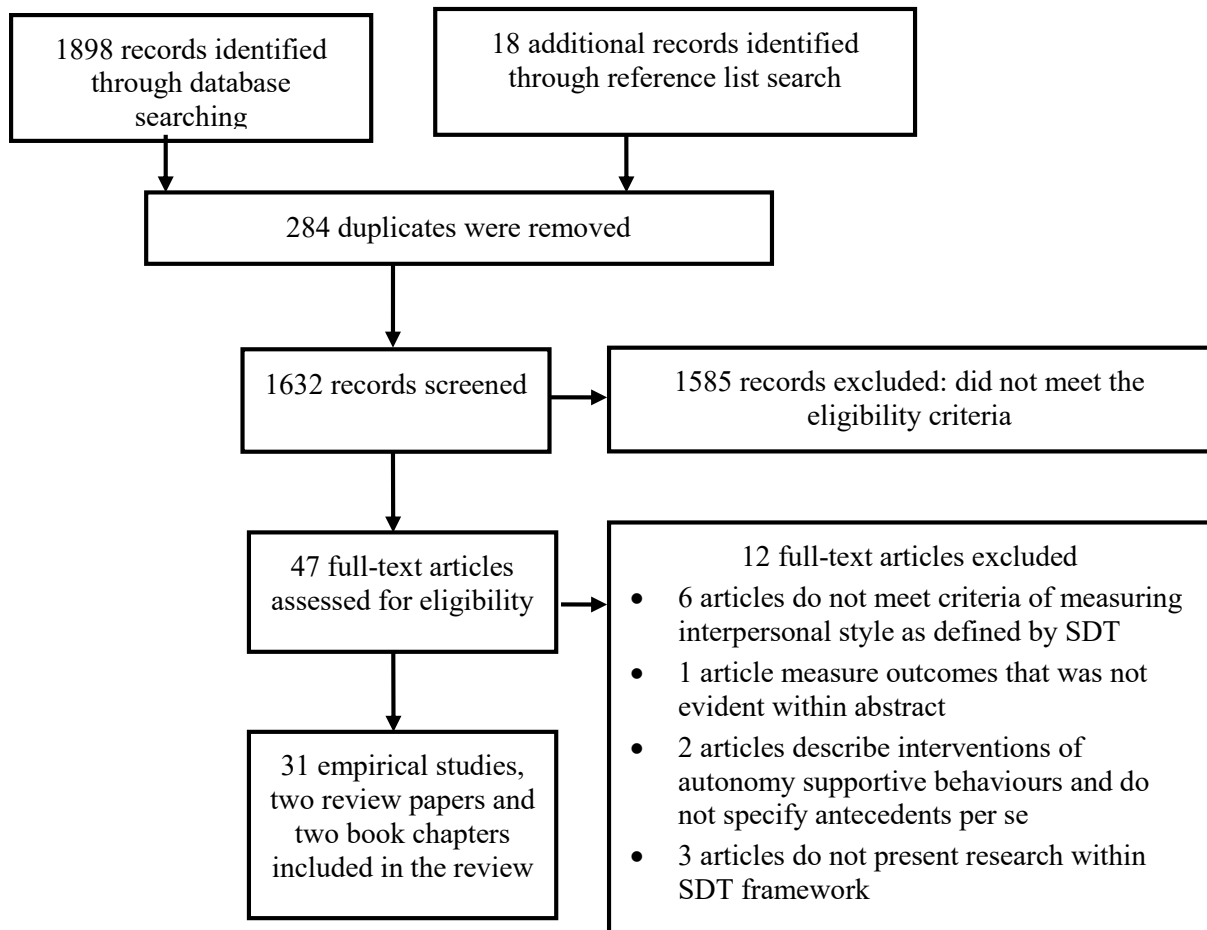 1898 records identified
through database
searching
18 additional records identified
through reference list search
284 duplicates were removed
1632 records screened
1585 records excluded: did not meet the
eligibility criteria
47 full-text articles
assessed for eligibility
12 full-text articles excluded
• 6 articles do not meet criteria of measuring
interpersonal style as defined by SDT
• 1 article measure outcomes that was not
evident within abstract
• 2 articles describe interventions of
autonomy supportive behaviours and do
not specify antecedents per se
• 3 articles do not present research within
SDT framework
31 empirical studies,
two review papers and
two book chapters
included in the review